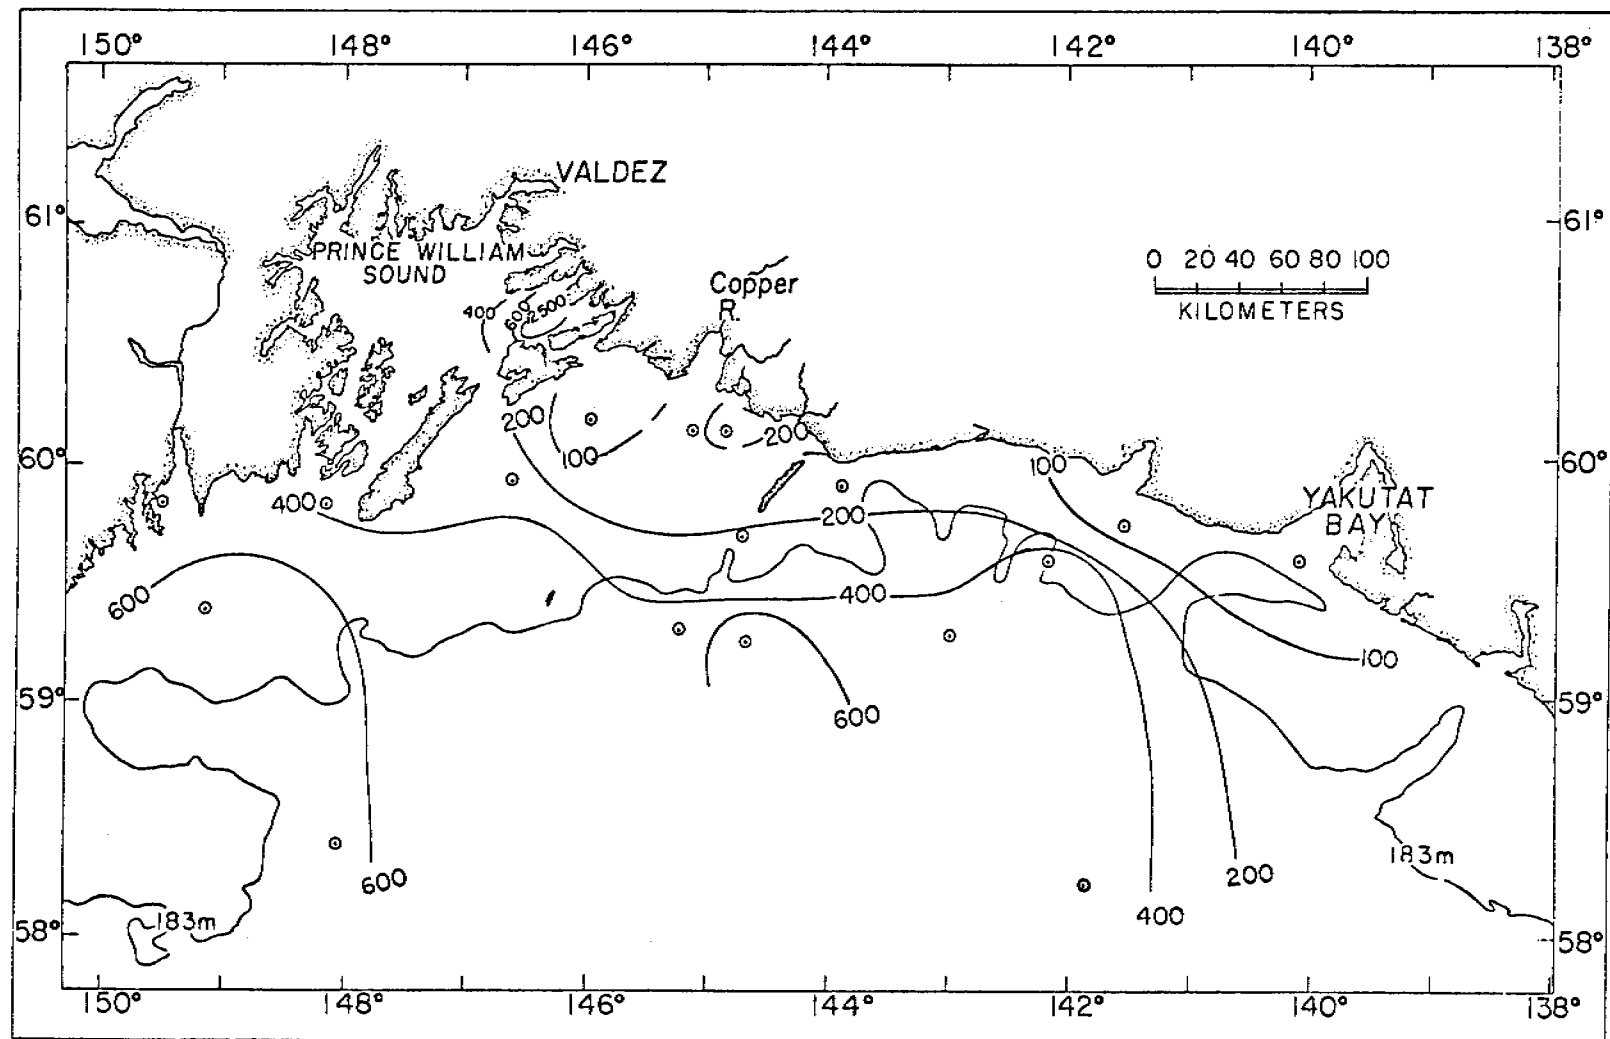 150° 148° 146° 144° 142° 140° 138°
VALDEZ
61° 61°
PRINCE WILLIAM
SOUND
Copper
R.
0 20 40 60 80 100
KILOMETERS
400 600 2500
200
100
200
60° 60°
100
YAKUTAT
BAY
400
200
600
400
100
59° 59°
600
183m
600
200
400
183m
58° 58°
150° 148° 146° 144° 142° 140° 138°